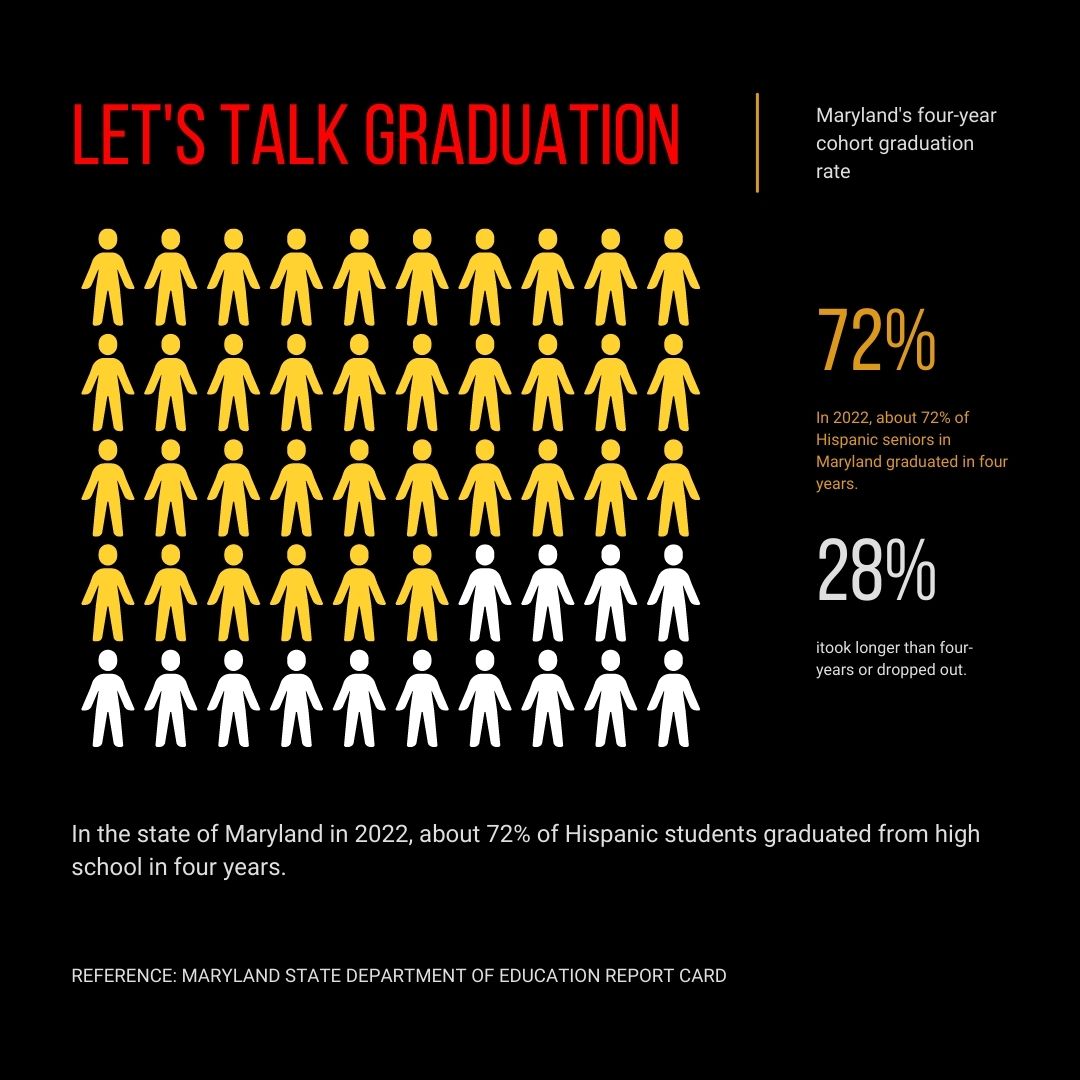 LET'S TALK GRADUATION
Maryland's four-year
cohort graduation
rate
72%
In 2022, about 72% of
Hispanic seniors in
Maryland graduated in four
years.
28%
itook longer than four-
years or dropped out.
In the state of Maryland in 2022, about 72% of Hispanic students graduated from high
school in four years.
REFERENCE: MARYLAND STATE DEPARTMENT OF EDUCATION REPORT CARD